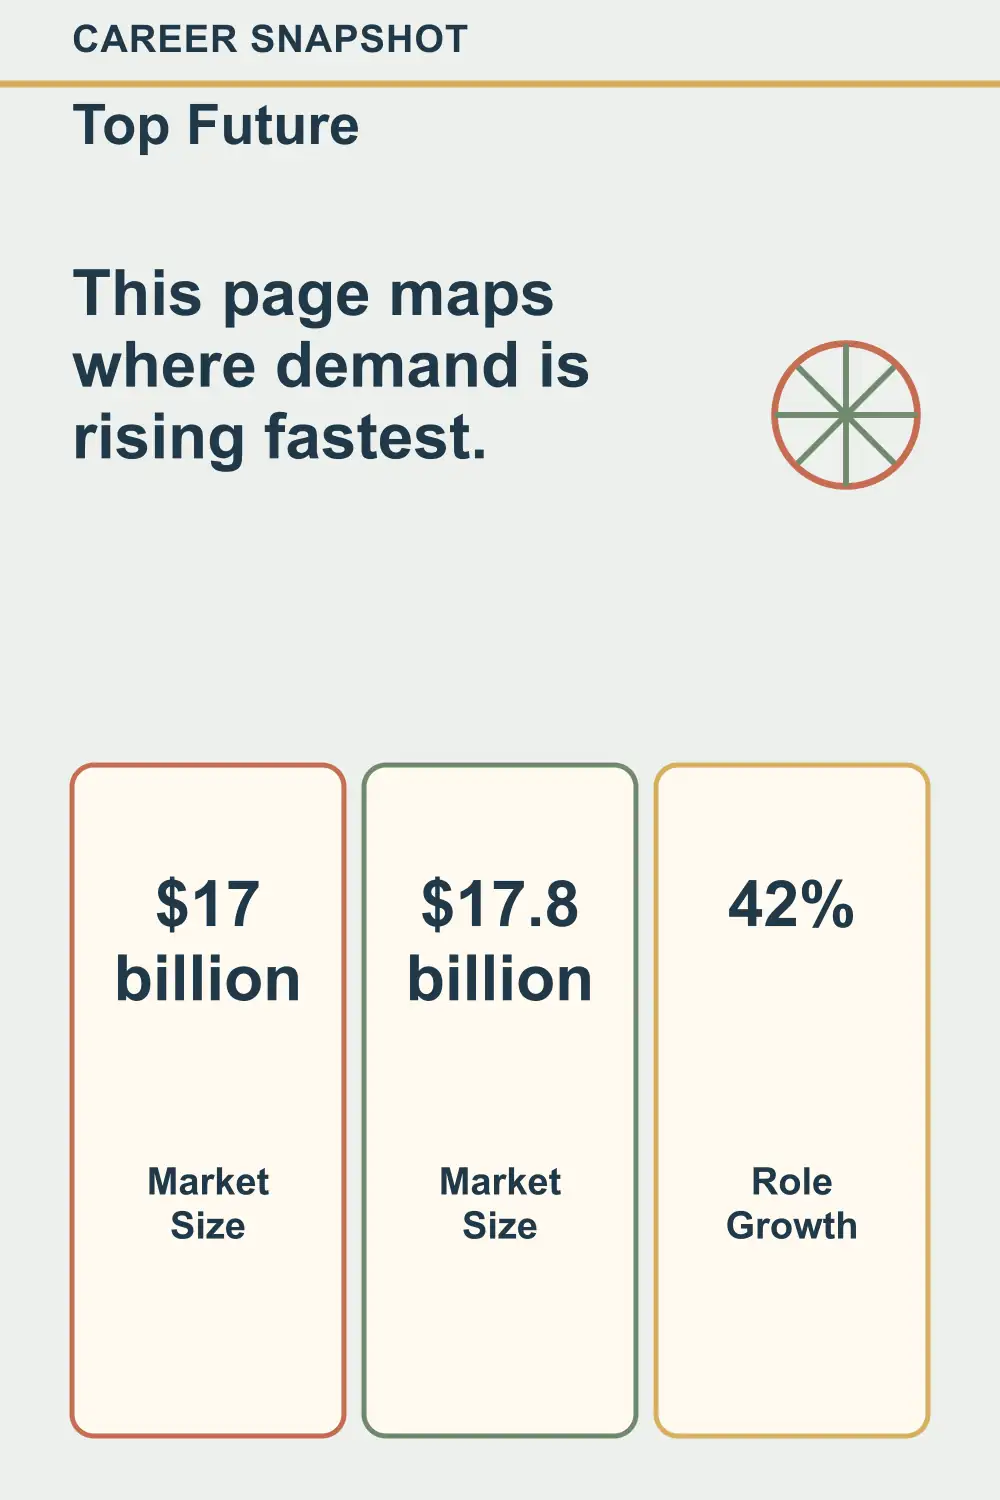 CAREER SNAPSHOT
Top Future
This page maps
where demand is
rising fastest.
$17
billion
Market
Size
$17.8
billion
Market
Size
42%
Role
Growth